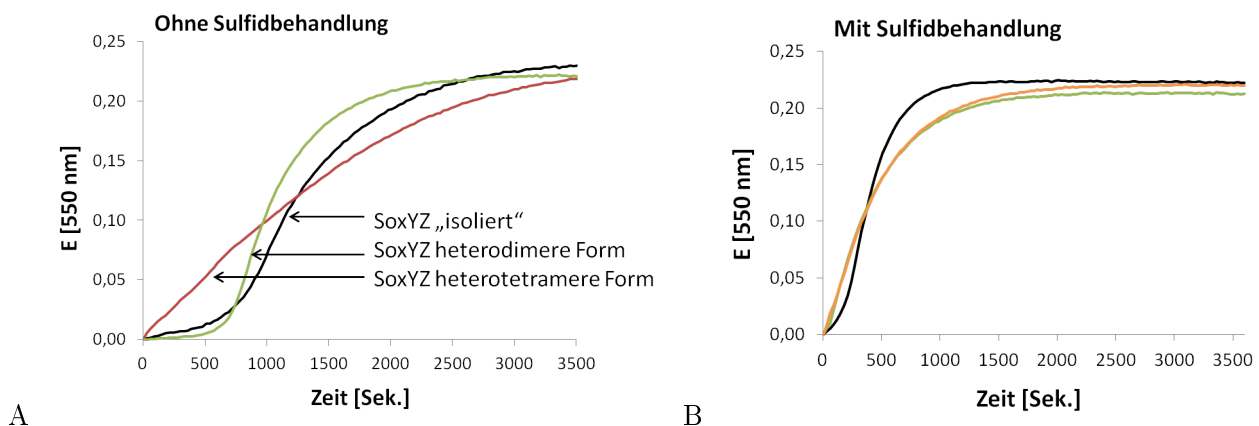 Ohne Sulfidbehandlung
0,25
0,20
0,15
0,10
0,05
0,00
E [550 nm]
SoxYZ „isoliert“
SoxYZ heterodimere Form
SoxYZ heterotetramere Form
0 500 1000 1500 2000 2500 3000 3500
Zeit [Sek.]
A
Mit Sulfidbehandlung
0,25
0,20
0,15
0,10
0,05
0,00
E [550 nm]
0 500 1000 1500 2000 2500 3000 3500
Zeit [Sek.]
B